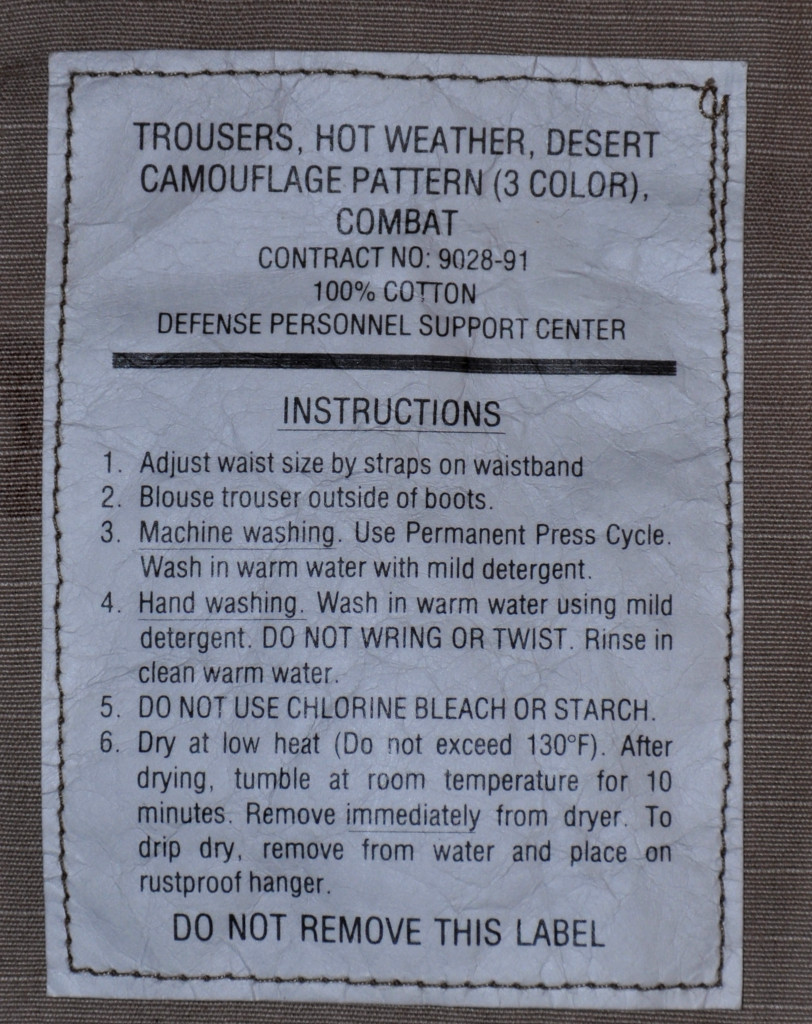 TROUSERS, HOT WEATHER, DESERT
CAMOUFLAGE PATTERN (3 COLOR),
COMBAT
CONTRACT NO: 9028-91
100% COTTON
DEFENSE PERSONNEL SUPPORT CENTER
INSTRUCTIONS
1. Adjust waist size by straps on waistband
2. Blouse trouser outside of boots.
3. Machine washing. Use Permanent Press Cycle.
Wash in warm water with mild detergent.
4. Hand washing. Wash in warm water using mild
detergent. DO NOT WRING OR TWIST. Rinse in
clean warm water.
5. DO NOT USE CHLORINE BLEACH OR STARCH.
6. Dry at low heat (Do not exceed 130°F). After
drying, tumble at room temperature for 10
minutes. Remove immediately from dryer. To
drip dry, remove from water and place on
rustproof hanger.
DO NOT REMOVE THIS LABEL